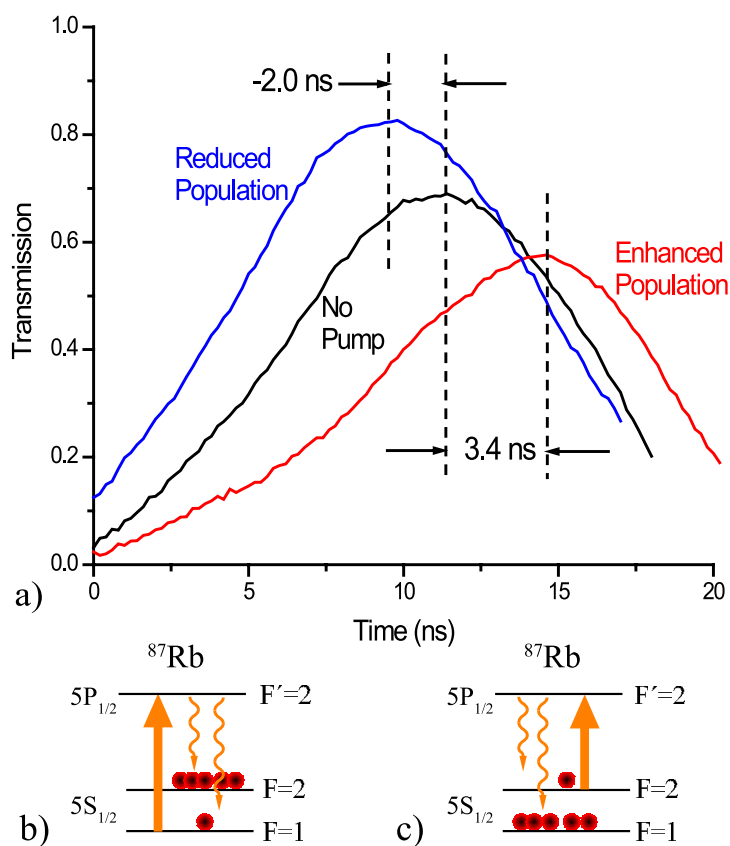 1.0
0.8
0.6
0.4
0.2
0.0
Transmission
-2.0 ns
Reduced
Population
No
Pump
Enhanced
Population
3.4 ns
0
5
10
15
20
Time (ns)
a)
87Rb
5P1/2
F´=2
F=2
5S1/2
F=1
b)
87Rb
5P1/2
F´=2
F=2
5S1/2
F=1
c)